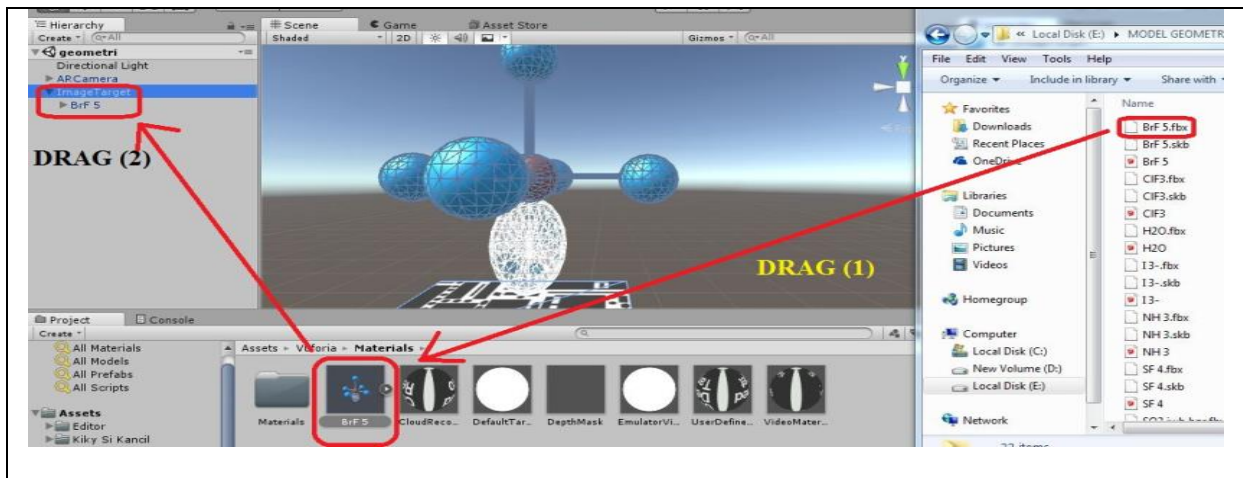 Hierarchy
Create
All
geometri
Directional Light
ARCamera
ImageTarget
BrF 5
DRAG (2)
Scene
Game
Asset Store
Shaded
2D
Gizmos
All
y
DRAG (1)
Project
Console
Create
All Materials
All Models
All Prefabs
All Scripts
Assets
Editor
Kiky Si Kancil
Assets Vuforia Materials
Materials
BrF 5
CloudReco...
DefaultTar...
DepthMask
EmulatorVi...
UserDefine...
VideoMater...
« Local Disk (E:) MODEL GEOMETR
File Edit View Tools Help
Organize Include in library Share with
Favorites
Downloads
Recent Places
OneDrive
Libraries
Documents
Music
Pictures
Videos
Homegroup
Computer
Local Disk (C:)
New Volume (D:)
Local Disk (E:)
Network
Name
BrF 5.fbx
BrF 5.skb
BrF 5
ClF3.fbx
ClF3.skb
ClF3
H2O.fbx
H2O
I3-.fbx
I3-.skb
I3-
NH 3.fbx
NH 3.skb
NH 3
SF 4.fbx
SF 4.skb
SF 4